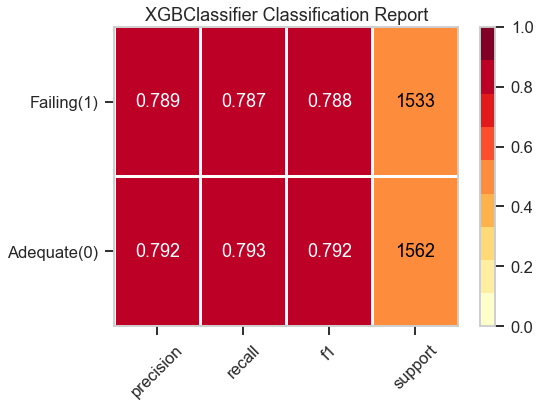 XGBClassifier Classification Report
Failing(1) 0.789 0.787 0.788 1533
Adequate(0) 0.792 0.793 0.792 1562
precision recall f1 support
1.0
0.8
0.6
0.4
0.2
0.0